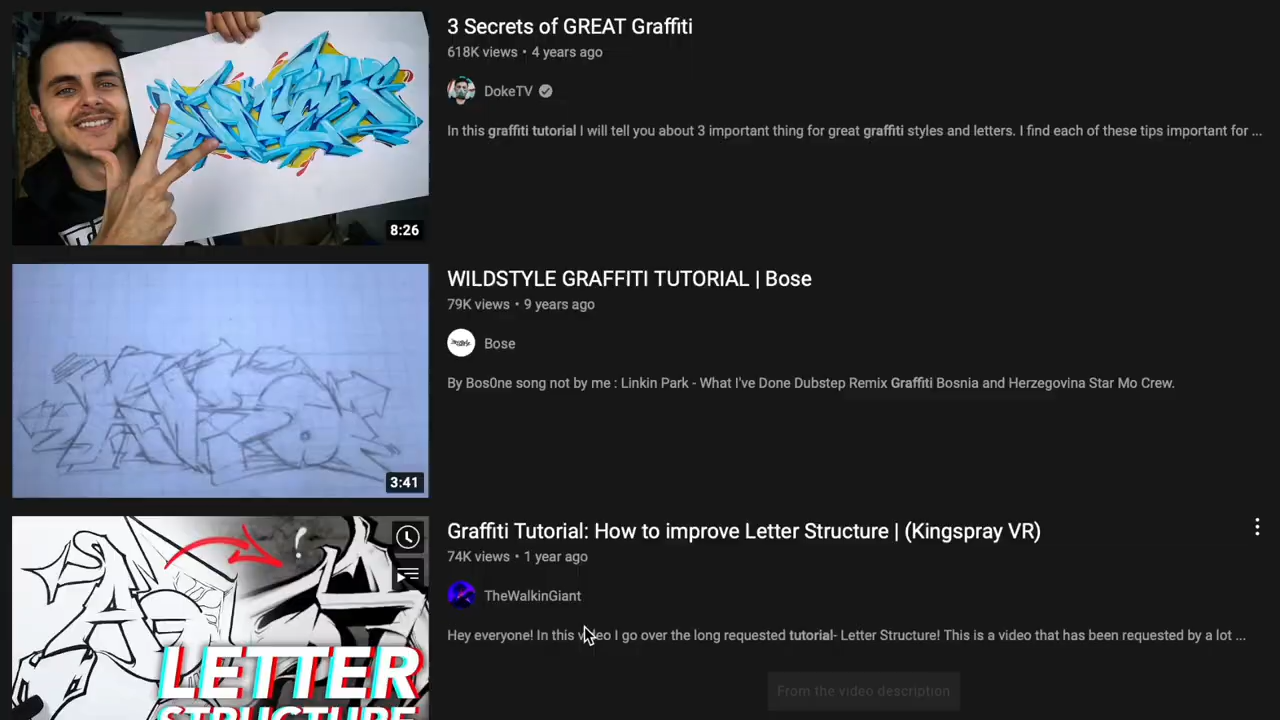 3 Secrets of GREAT Graffiti
618K views • 4 years ago
DokeTV
In this graffiti tutorial I will tell you about 3 important thing for great graffiti styles and letters. I find each of these tips important for ...
8:26
WILDSTYLE GRAFFITI TUTORIAL | Bose
79K views • 9 years ago
Bose
By Bos0ne song not by me : Linkin Park - What I've Done Dubstep Remix Graffiti Bosnia and Herzegovina Star Mo Crew.
3:41
Graffiti Tutorial: How to improve Letter Structure | (Kingspray VR)
74K views • 1 year ago
TheWalkinGiant
Hey everyone! In this video I go over the long requested tutorial- Letter Structure! This is a video that has been requested by a lot ...
LETTER
STRUCTURE
From the video description